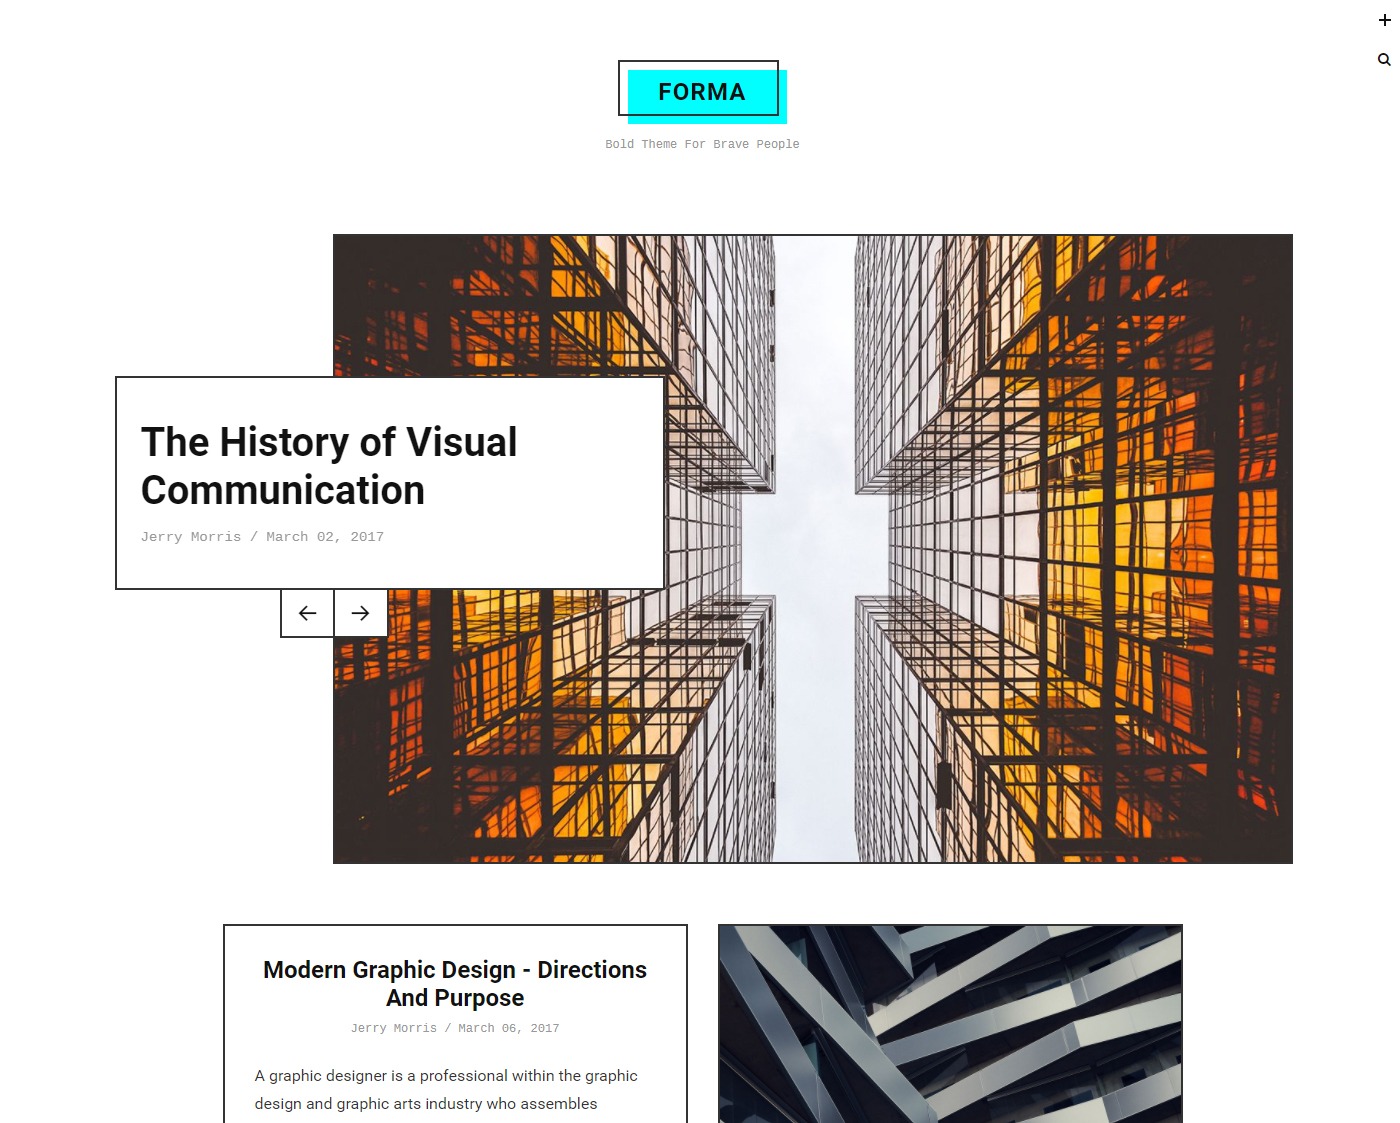 FORMA
Bold Theme For Brave People
The History of Visual
Communication
Jerry Morris / March 02, 2017
Modern Graphic Design - Directions
And Purpose
Jerry Morris / March 06, 2017
A graphic designer is a professional within the graphic
design and graphic arts industry who assembles